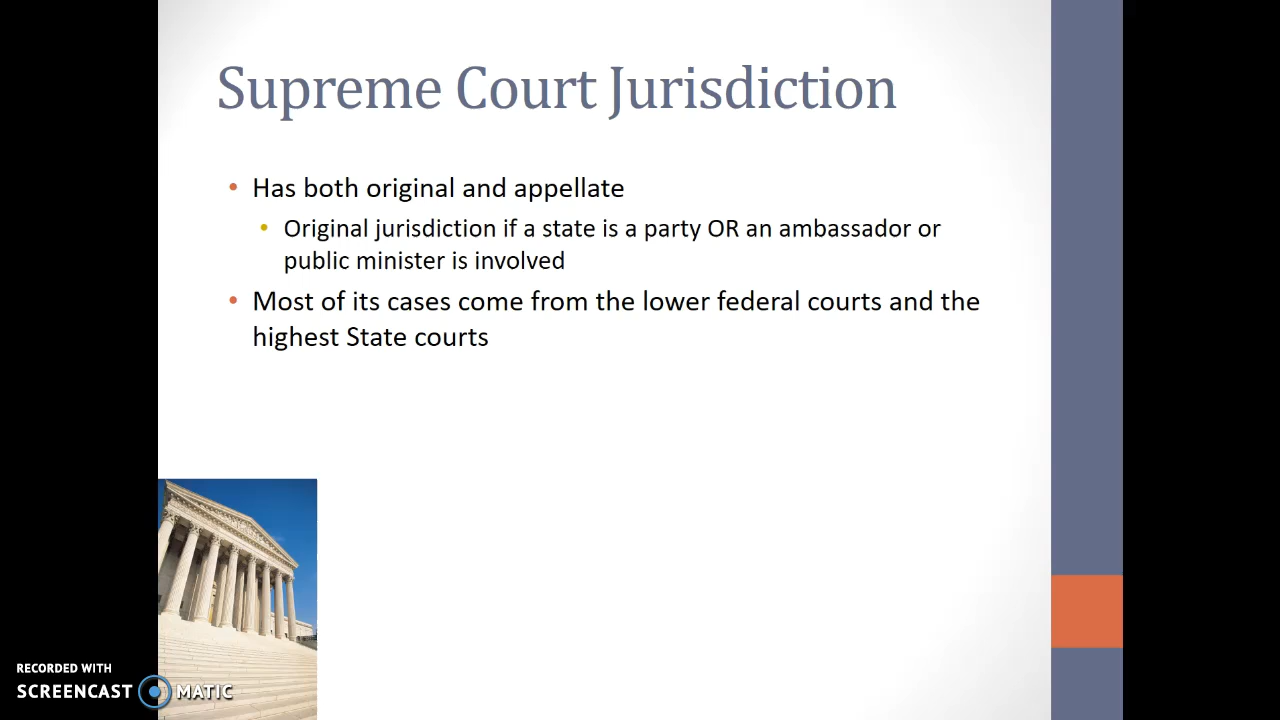 Supreme Court Jurisdiction
• Has both original and appellate
• Original jurisdiction if a state is a party OR an ambassador or
public minister is involved
• Most of its cases come from the lower federal courts and the
highest State courts
RECORDED WITH
SCREENCAST MATIC